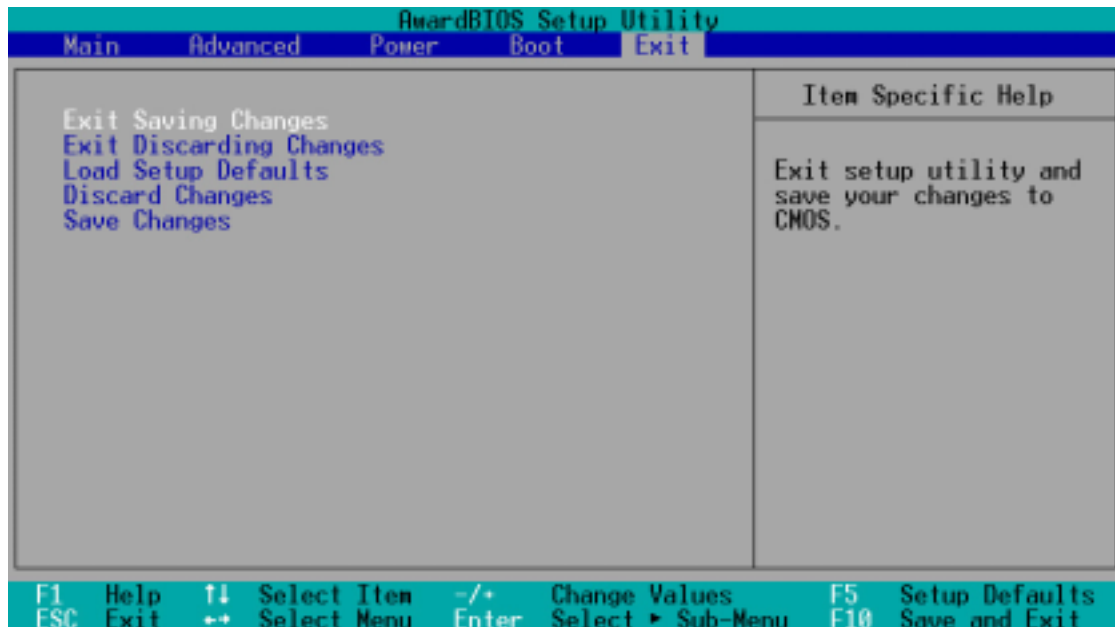 AwardBIOS Setup Utility
Main Advanced Power Boot Exit
Exit Saving Changes
Exit Discarding Changes
Load Setup Defaults
Discard Changes
Save Changes
Item Specific Help
Exit setup utility and
save your changes to
CMOS.
F1 Help ↑↓ Select Item -/+ Change Values F5 Setup Defaults
ESC Exit ←→ Select Menu Enter Select ► Sub-Menu F10 Save and Exit